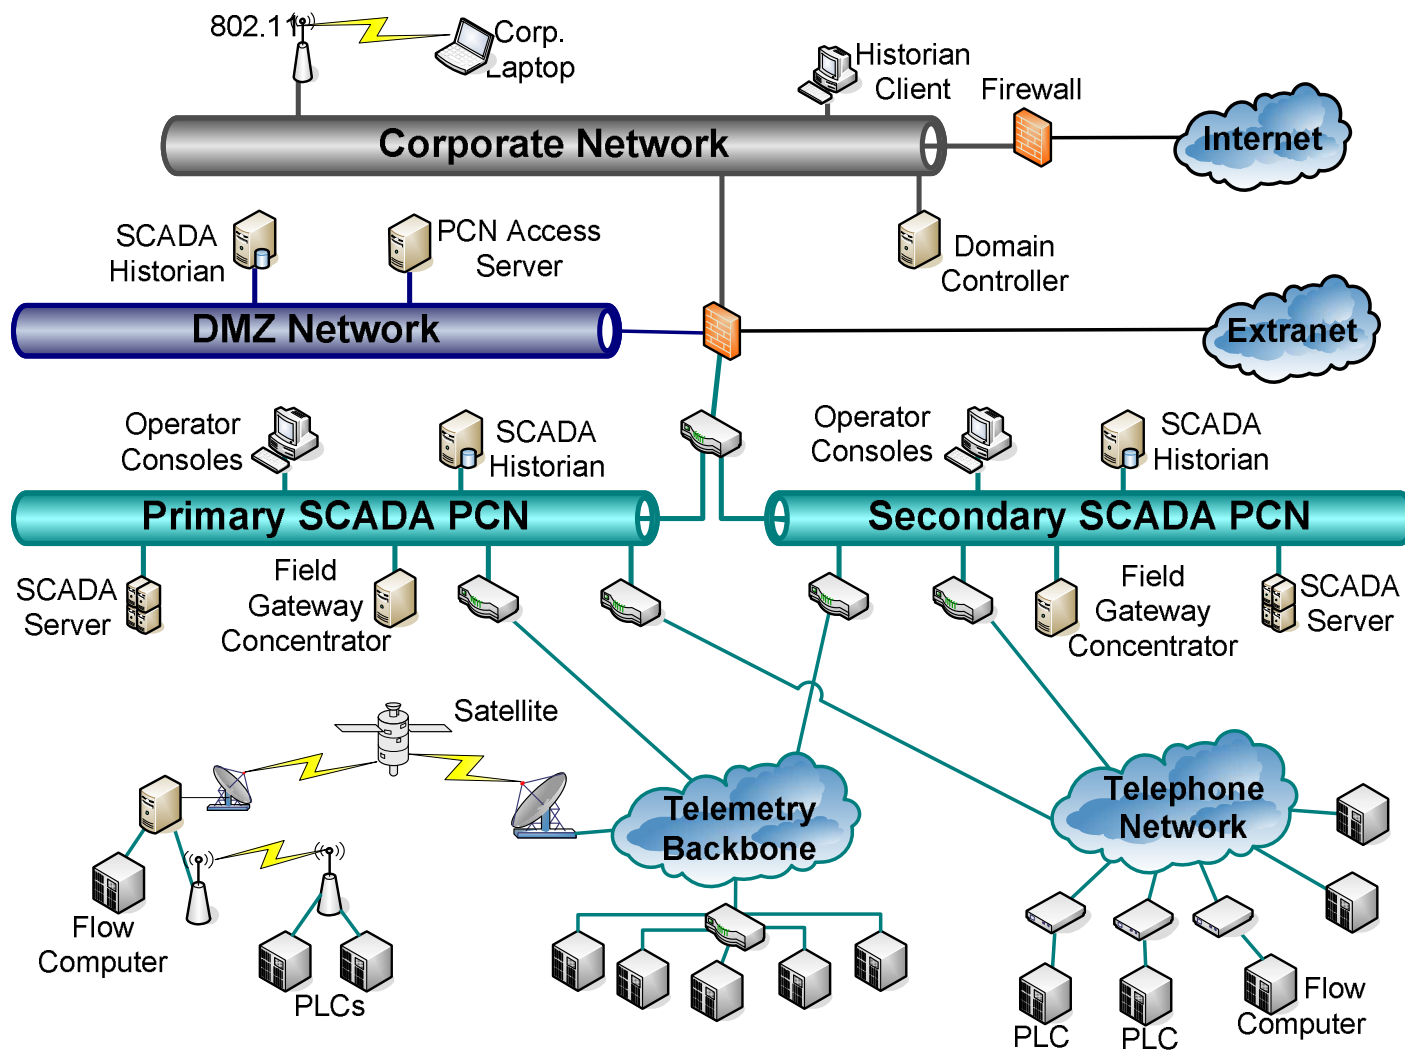 802.11
Corp.
Laptop
Historian
Client
Firewall
Corporate Network
Internet
SCADA
Historian
PCN Access
Server
Domain
Controller
DMZ Network
Extranet
Operator
Consoles
SCADA
Historian
Operator
Consoles
SCADA
Historian
Primary SCADA PCN
Secondary SCADA PCN
SCADA
Server
Field
Gateway
Concentrator
Field
Gateway
Concentrator
SCADA
Server
Satellite
Telemetry
Backbone
Telephone
Network
Flow
Computer
PLCs
PLC
PLC
Flow
Computer